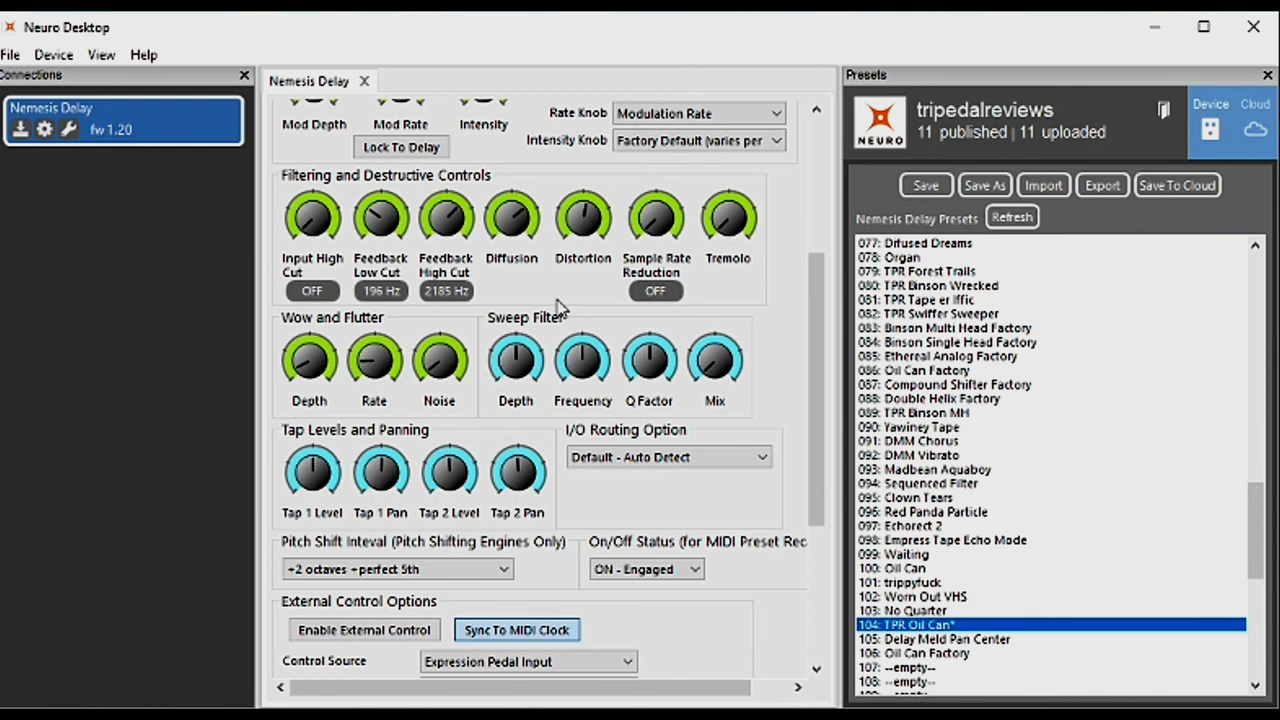 Neuro Desktop
File Device View Help
Connections
Nemesis Delay
fw 1.20
Nemesis Delay
Mod Depth Mod Rate Intensity
Lock To Delay
Rate Knob Modulation Rate
Intensity Knob Factory Default (varies per
Filtering and Destructive Controls
Input High Cut Feedback Low Cut Feedback High Cut Diffusion Distortion Sample Rate Reduction Tremolo
OFF 196 Hz 2185 Hz OFF
Wow and Flutter
Depth Rate Noise
Sweep Filter
Depth Frequency Q Factor Mix
Tap Levels and Panning
Tap 1 Level Tap 1 Pan Tap 2 Level Tap 2 Pan
I/O Routing Option
Default - Auto Detect
Pitch Shift Inteval (Pitch Shifting Engines Only)
+2 octaves +perfect 5th
On/Off Status (for MIDI Preset Rec
ON - Engaged
External Control Options
Enable External Control Sync To MIDI Clock
Control Source Expression Pedal Input
Presets
NEURO
tripedalreviews
11 published | 11 uploaded
Device Cloud
Save Save As Import Export Save To Cloud
Nemesis Delay Presets Refresh
077: Difused Dreams
078: Organ
079: TPR Forest Trails
080: TPR Binson Wrecked
081: TPR Tape er Iffic
082: TPR Swiffer Sweeper
083: Binson Multi Head Factory
084: Binson Single Head Factory
085: Ethereal Analog Factory
086: Oil Can Factory
087: Compound Shifter Factory
088: Double Helix Factory
089: TPR Binson MH
090: Yawiney Tape
091: DMM Chorus
092: DMM Vibrato
093: Madbean Aquaboy
094: Sequenced Filter
095: Clown Tears
096: Red Panda Particle
097: Echorect 2
098: Empress Tape Echo Mode
099: Waiting
100: Oil Can
101: trippyfuck
102: Worn Out VHS
103: No Quarter
104: TPR Oil Can*
105: Delay Meld Pan Center
106: Oil Can Factory
107: --empty--
108: --empty--